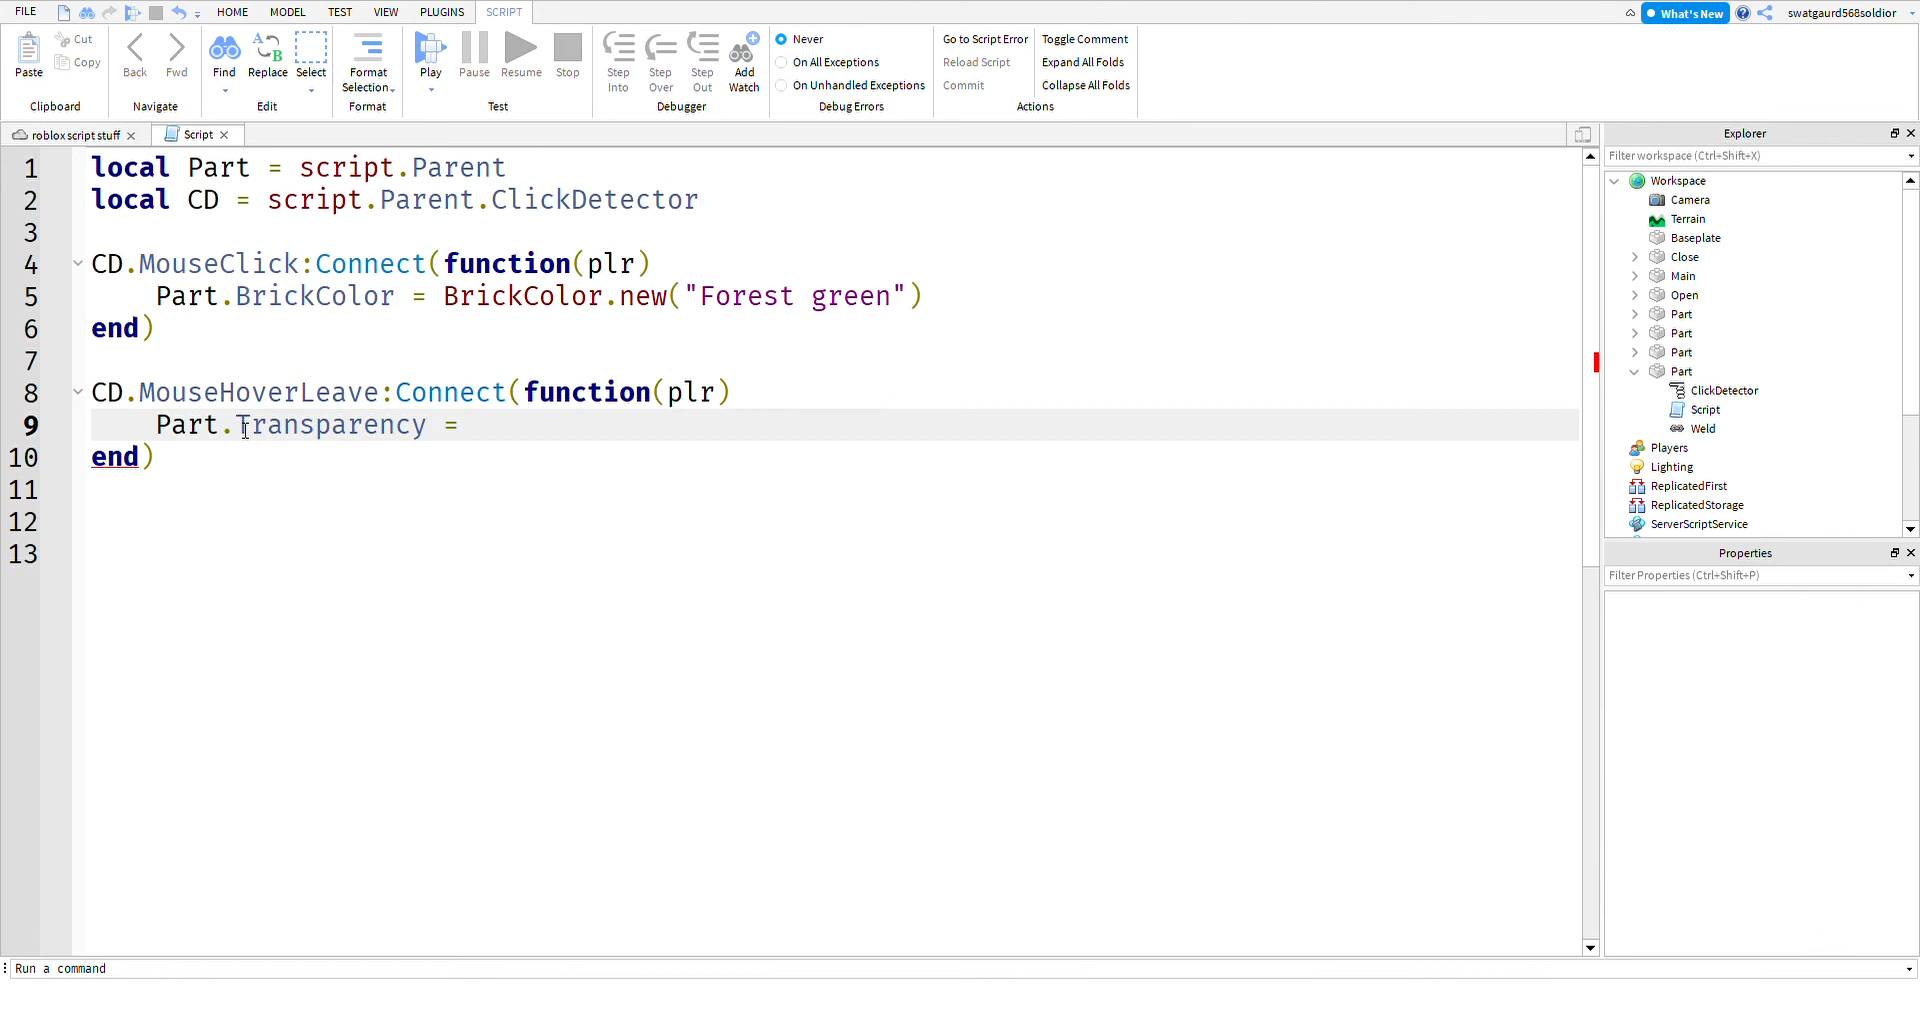 FILE HOME MODEL TEST VIEW PLUGINS SCRIPT What's New swatgaurd568soldior
Paste Cut Copy Clipboard
Back Fwd Navigate
Find Replace Select Edit
Format Selection Format
Play Pause Resume Stop Test
Step Into Step Over Step Out Add Watch Debugger
Never
On All Exceptions
On Unhandled Exceptions
Debug Errors
Go to Script Error Toggle Comment
Reload Script Expand All Folds
Commit Collapse All Folds
Actions
roblox script stuff Script
1 local Part = script.Parent
2 local CD = script.Parent.ClickDetector
3
4 CD.MouseClick:Connect(function(plr)
5 Part.BrickColor = BrickColor.new("Forest green")
6 end)
7
8 CD.MouseHoverLeave:Connect(function(plr)
9 Part.Transparency =
10 end)
11
12
13
Explorer
Filter workspace (Ctrl+Shift+X)
Workspace
Camera
Terrain
Baseplate
Close
Main
Open
Part
Part
Part
Part
ClickDetector
Script
Weld
Players
Lighting
ReplicatedFirst
ReplicatedStorage
ServerScriptService
Properties
Filter Properties (Ctrl+Shift+P)
Run a command